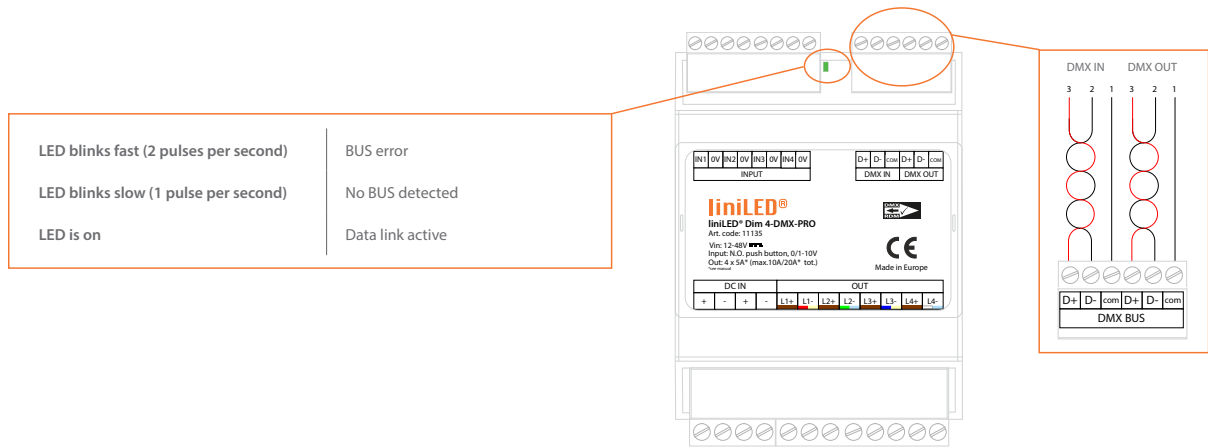 LED blinks fast (2 pulses per second) BUS error
LED blinks slow (1 pulse per second) No BUS detected
LED is on Data link active
IN1 0V IN2 0V IN3 0V IN4 0V
INPUT
D+ D- COM D+ D- COM
DMX IN DMX OUT
liniLED®
liniLED® Dim 4-DMX-PRO
Art. code: 11135
Vin: 12-48V
Input: N.O. push button, 0/1-10V
Out: 4 x 5A* (max.10A/20A* tot.)
*see manual
DMX
RDM
CE
Made in Europe
DC IN OUT
+ - + - L1+ L1- L2+ L2- L3+ L3- L4+ L4-
DMX IN DMX OUT
3 2 1 3 2 1
D+ D- com D+ D- com
DMX BUS